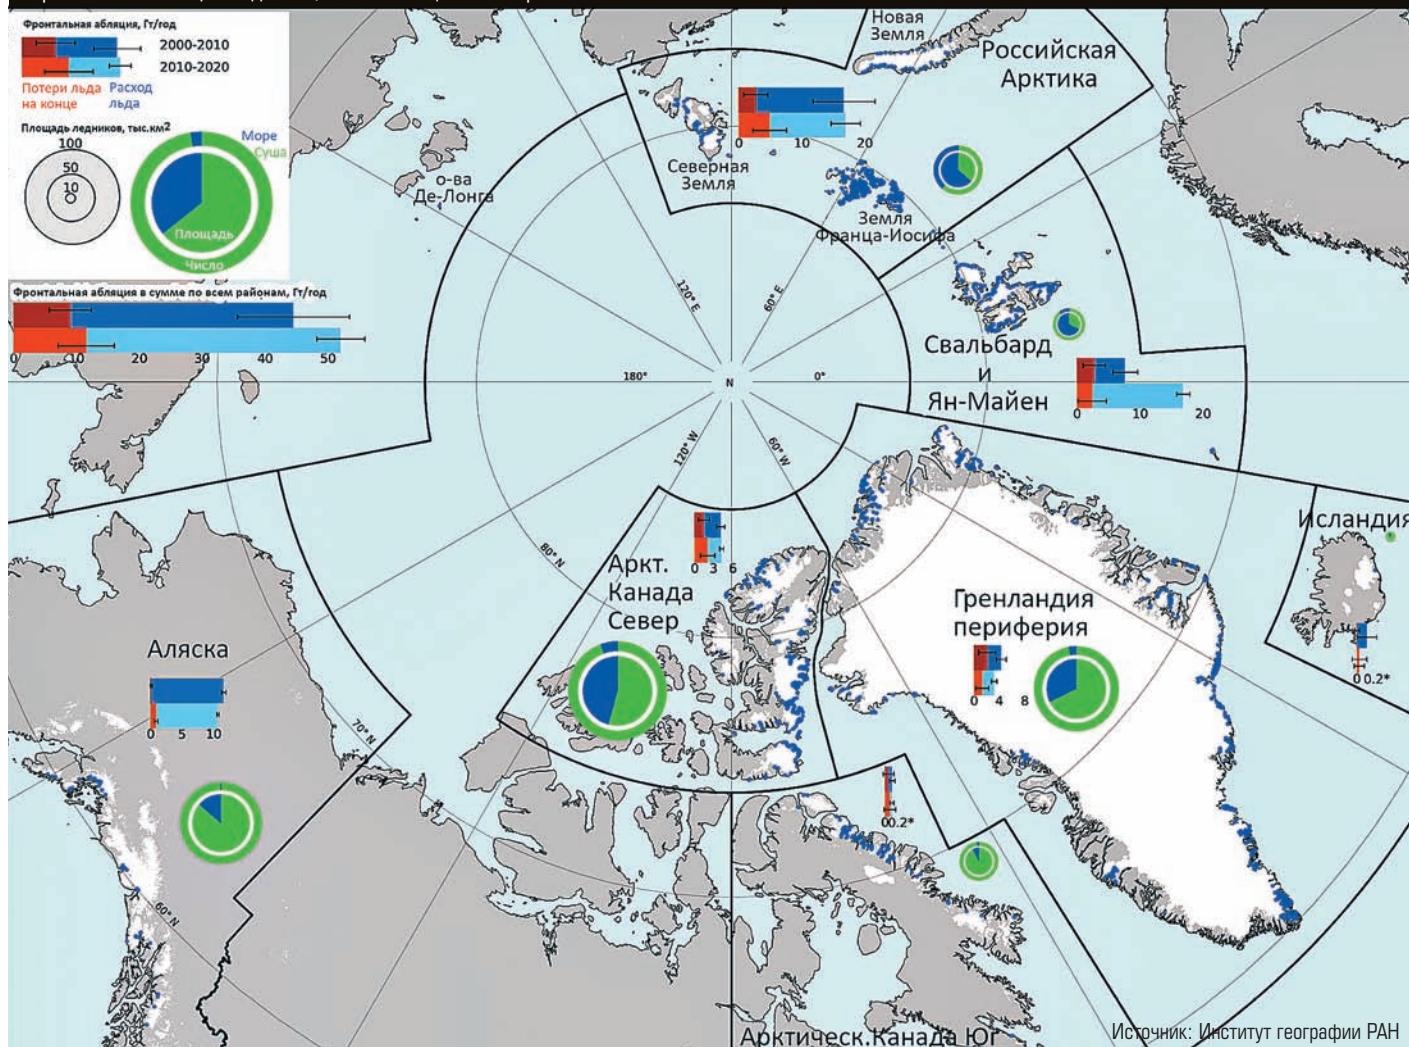 Фронтальная абляция, Гт/год
2000-2010
2010-2020
Потери льда
на конце
Расход
льда
Площадь ледников, тыс.км2
100
50
10
Море
Суша
Площадь
Число
Фронтальная абляция в сумме по всем районам, Гт/год
0 10 20 30 40 50
Новая
Земля
Российская
Арктика
0 10 20
Северная
Земля
о-ва
Де-Лонга
Земля
Франца-Иосифа
120° E
60° E
180°
N
0°
120° W
60° W
Свальбард
и
Ян-Майен
0 10 20
Исландия
0 0.2*
Аркт.
Канада
Север
0 3 6
80° N
Гренландия
периферия
0 4 8
Аляска
0 5 10
70° N
60° N
00.2*
Арктическ.Канада Юг
Источник: Институт географии РАН